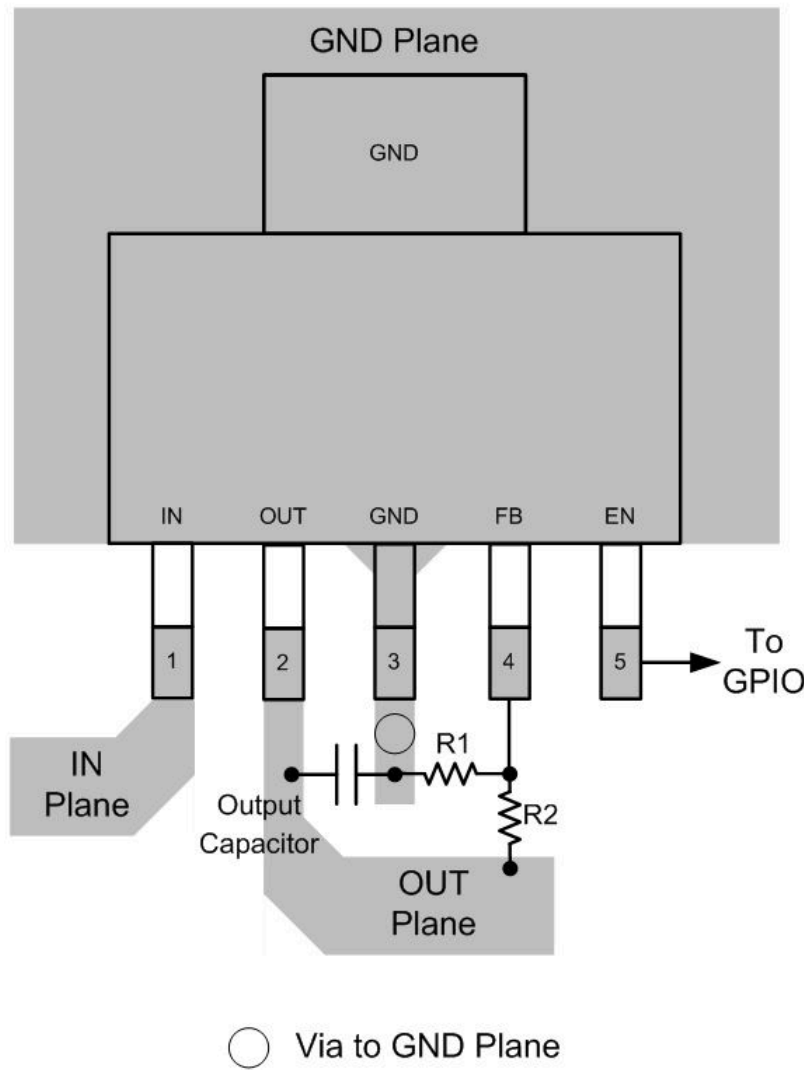 GND Plane
GND
IN OUT GND FB EN
1 2 3 4 5
To
GPIO
R1
IN
Plane
Output
Capacitor
R2
OUT
Plane
Via to GND Plane